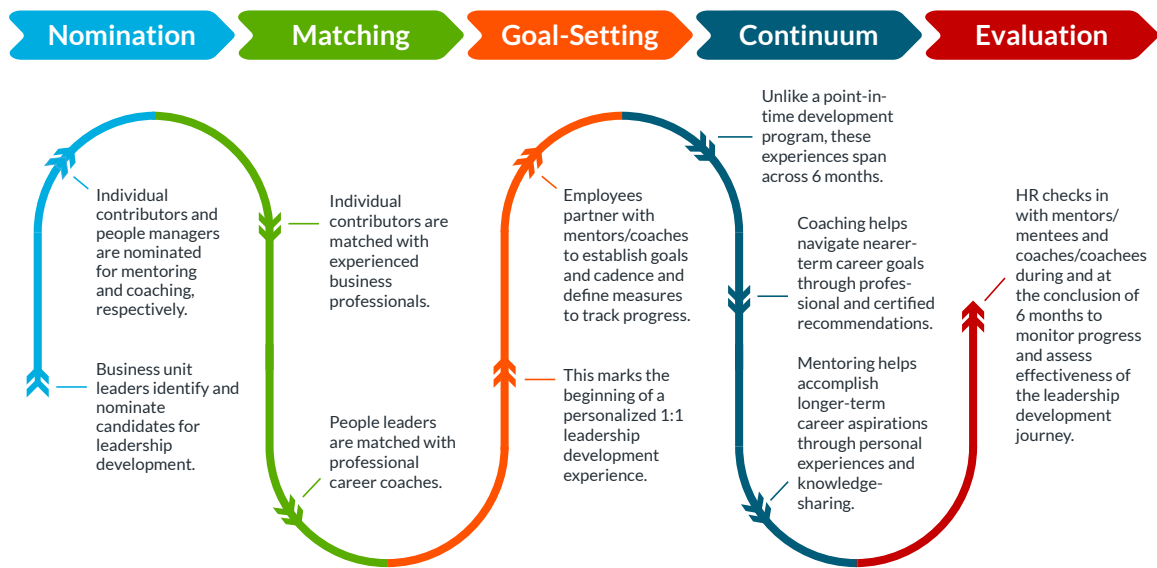 Nomination
Matching
Goal-Setting
Continuum
Evaluation
Individual
contributors and
people managers
are nominated
for mentoring
and coaching,
respectively.
Business unit
leaders identify and
nominate
candidates for
leadership
development.
Individual
contributors are
matched with
experienced
business
professionals.
People leaders
are matched with
professional
career coaches.
Employees
partner with
mentors/coaches
to establish goals
and cadence and
define measures
to track progress.
This marks the
beginning of a
personalized 1:1
leadership
development
experience.
Unlike a point-in-
time development
program, these
experiences span
across 6 months.
Coaching helps
navigate nearer-
term career goals
through profes-
sional and certified
recommendations.
Mentoring helps
accomplish
longer-term
career aspirations
through personal
experiences and
knowledge-
sharing.
HR checks in
with mentors/
mentees and
coaches/coachees
during and at
the conclusion of
6 months to
monitor progress
and assess
effectiveness of
the leadership
development
journey.